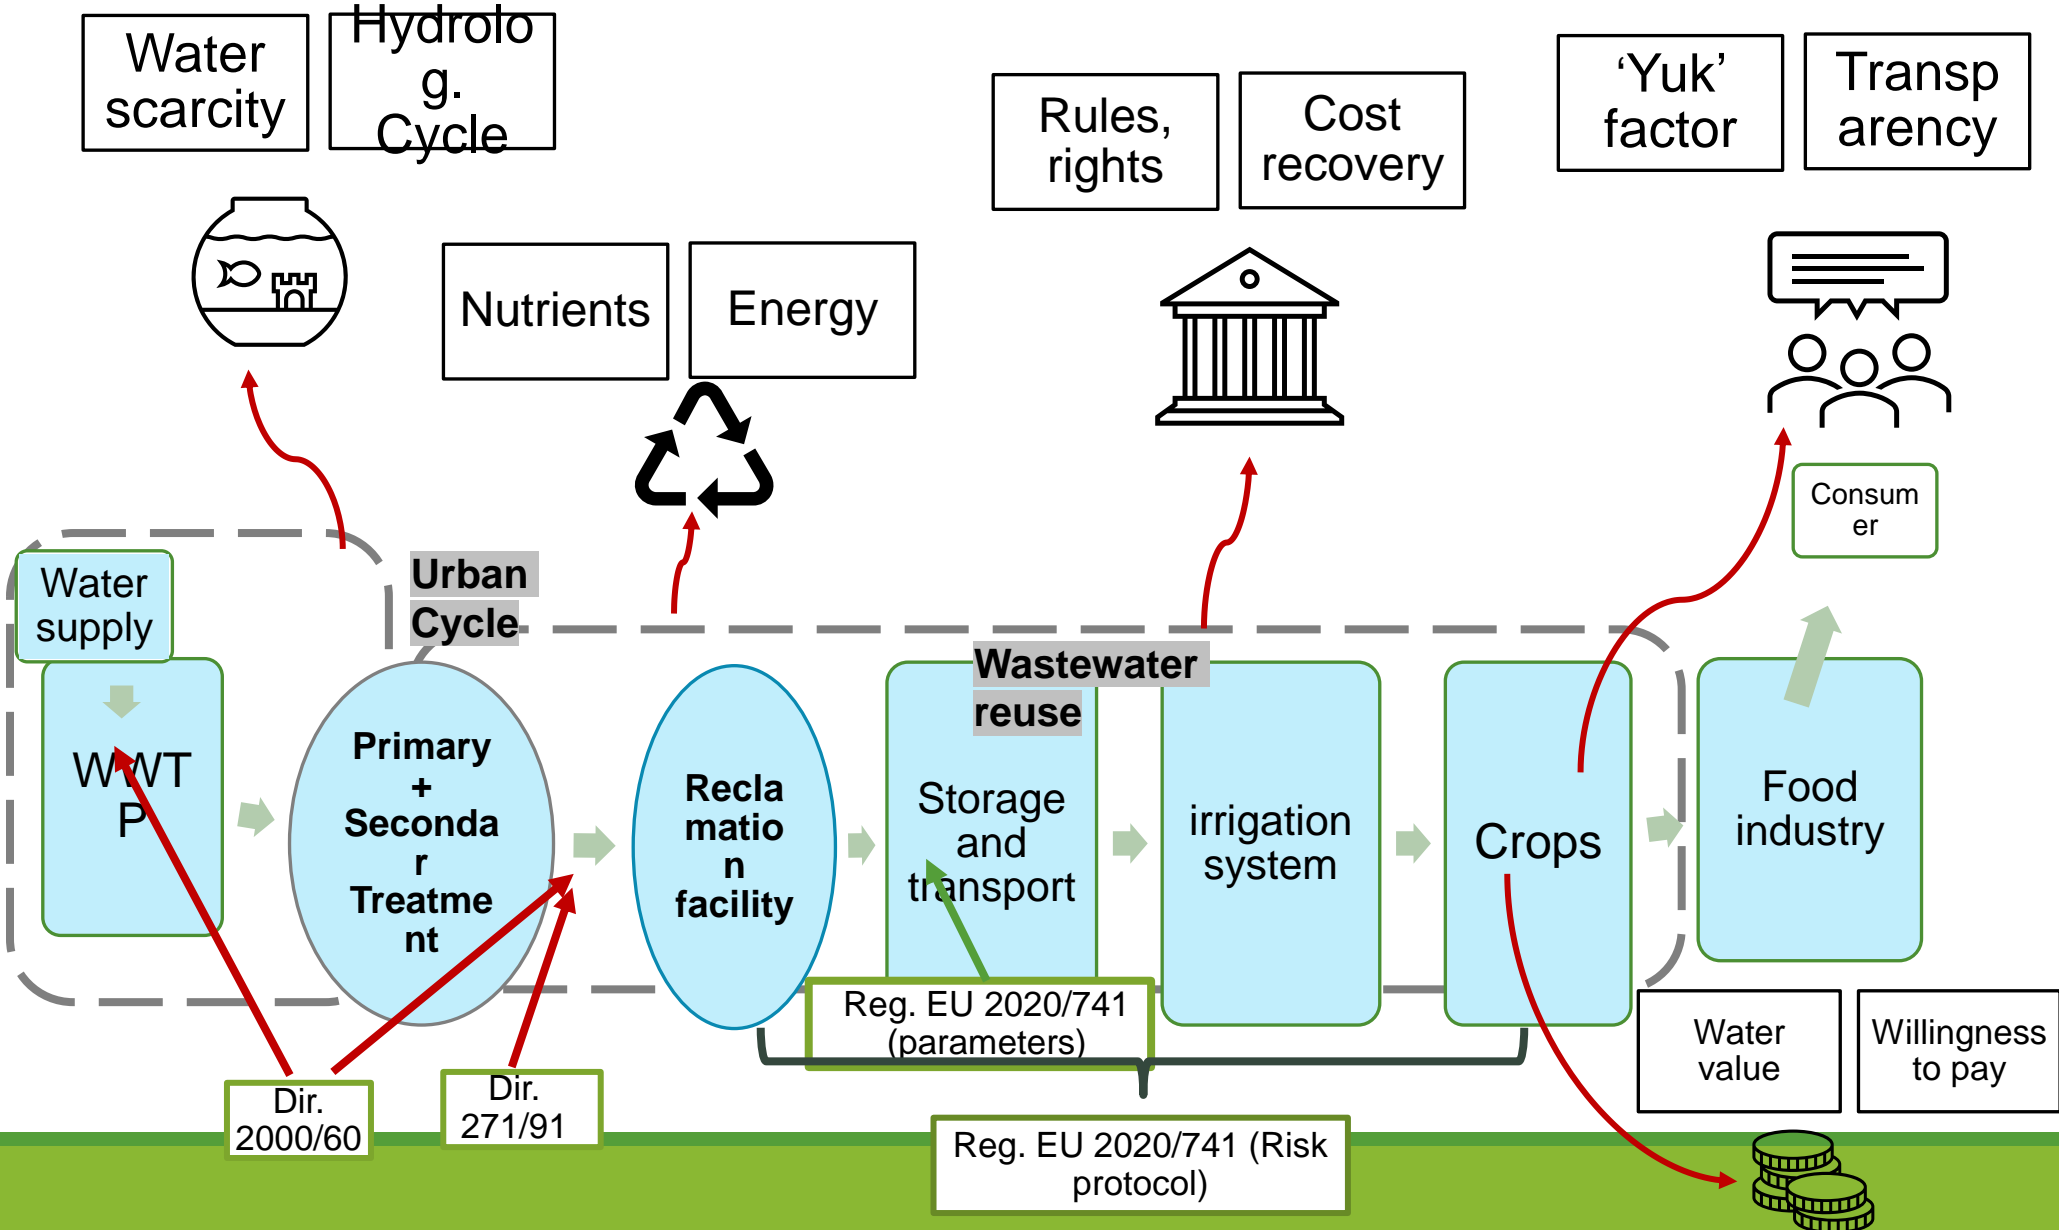 Water
scarcity
Hydrolo
g.
Cycle
Rules,
rights
Cost
recovery
‘Yuk’
factor
Transp
arency
Nutrients
Energy
Consum
er
Urban
Cycle
Water
supply
WWT
P
Primary
+
Seconda
r
Treatme
nt
Recla
matio
n
facility
Wastewater
reuse
Storage
and
transport
irrigation
system
Crops
Food
industry
Reg. EU 2020/741
(parameters)
Water
value
Willingness
to pay
Dir.
2000/60
Dir.
271/91
Reg. EU 2020/741 (Risk
protocol)